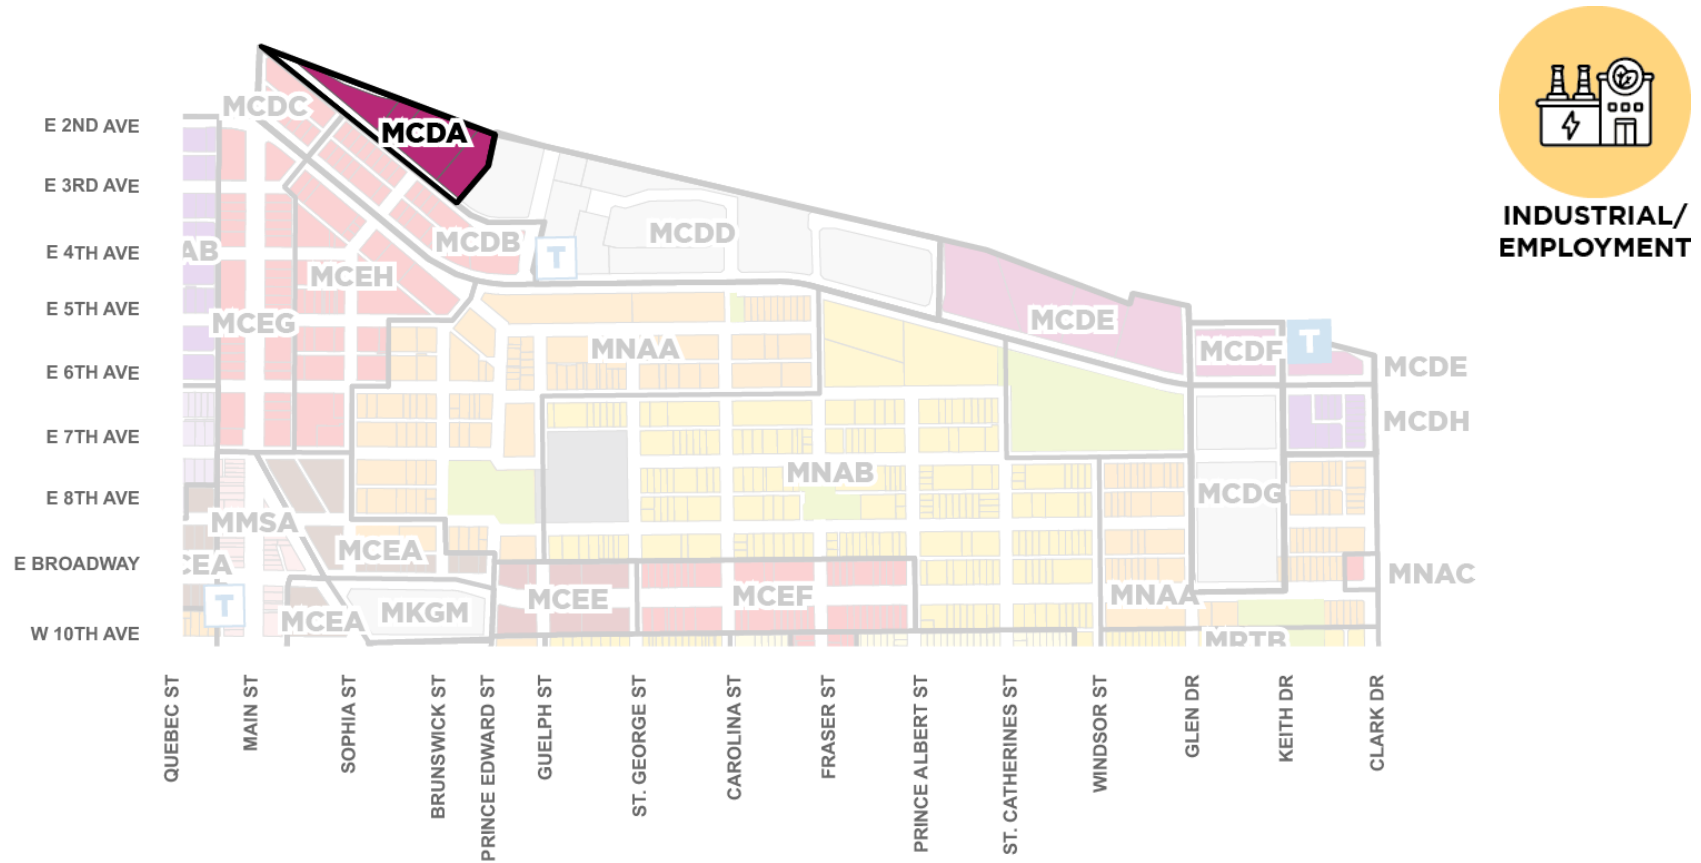 MCDC
E 2ND AVE
MCDA
INDUSTRIAL/
EMPLOYMENT
E 3RD AVE
MCDB
MCDD
AB
E 4TH AVE
T
MCEH
E 5TH AVE
MCEG
MCDE
MNAA
MCDF
T
E 6TH AVE
MCDE
MCDH
E 7TH AVE
MNAB
E 8TH AVE
MCDG
MMSA
MCEA
E BROADWAY
CEA
MNAC
MCEE
MCEF
MNAA
T
MCEA
MKGM
W 10TH AVE
MRTB
QUEBEC ST
MAIN ST
SOPHIA ST
BRUNSWICK ST
PRINCE EDWARD ST
GUELPH ST
ST. GEORGE ST
CAROLINA ST
FRASER ST
PRINCE ALBERT ST
ST. CATHERINES ST
WINDSOR ST
GLEN DR
KEITH DR
CLARK DR